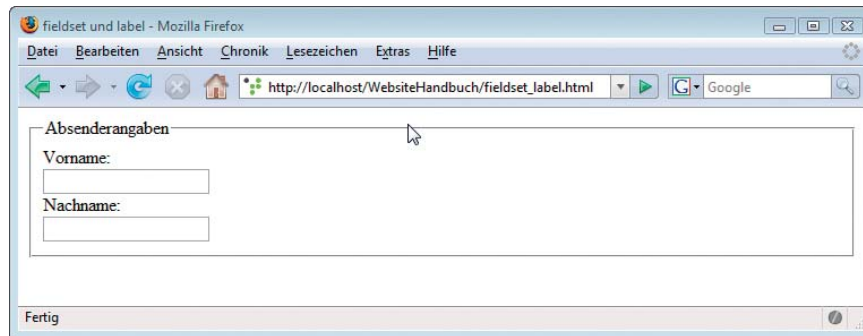 fieldset und label - Mozilla Firefox
Datei Bearbeiten Ansicht Chronik Lesezeichen Extras Hilfe
http://localhost/WebsiteHandbuch/fieldset_label.html G Google
Absenderangaben
Vorname:
Nachname:
Fertig